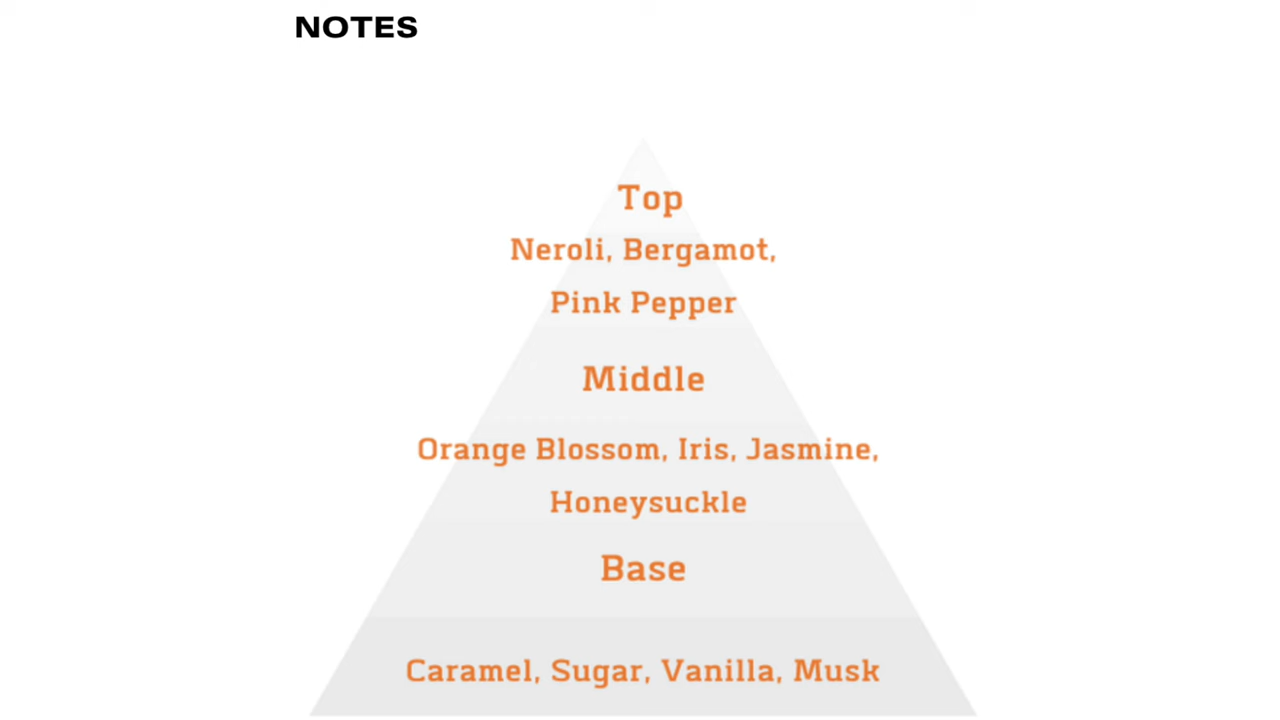 NOTES
Top
Neroli, Bergamot,
Pink Pepper
Middle
Orange Blossom, Iris, Jasmine,
Honeysuckle
Base
Caramel, Sugar, Vanilla, Musk